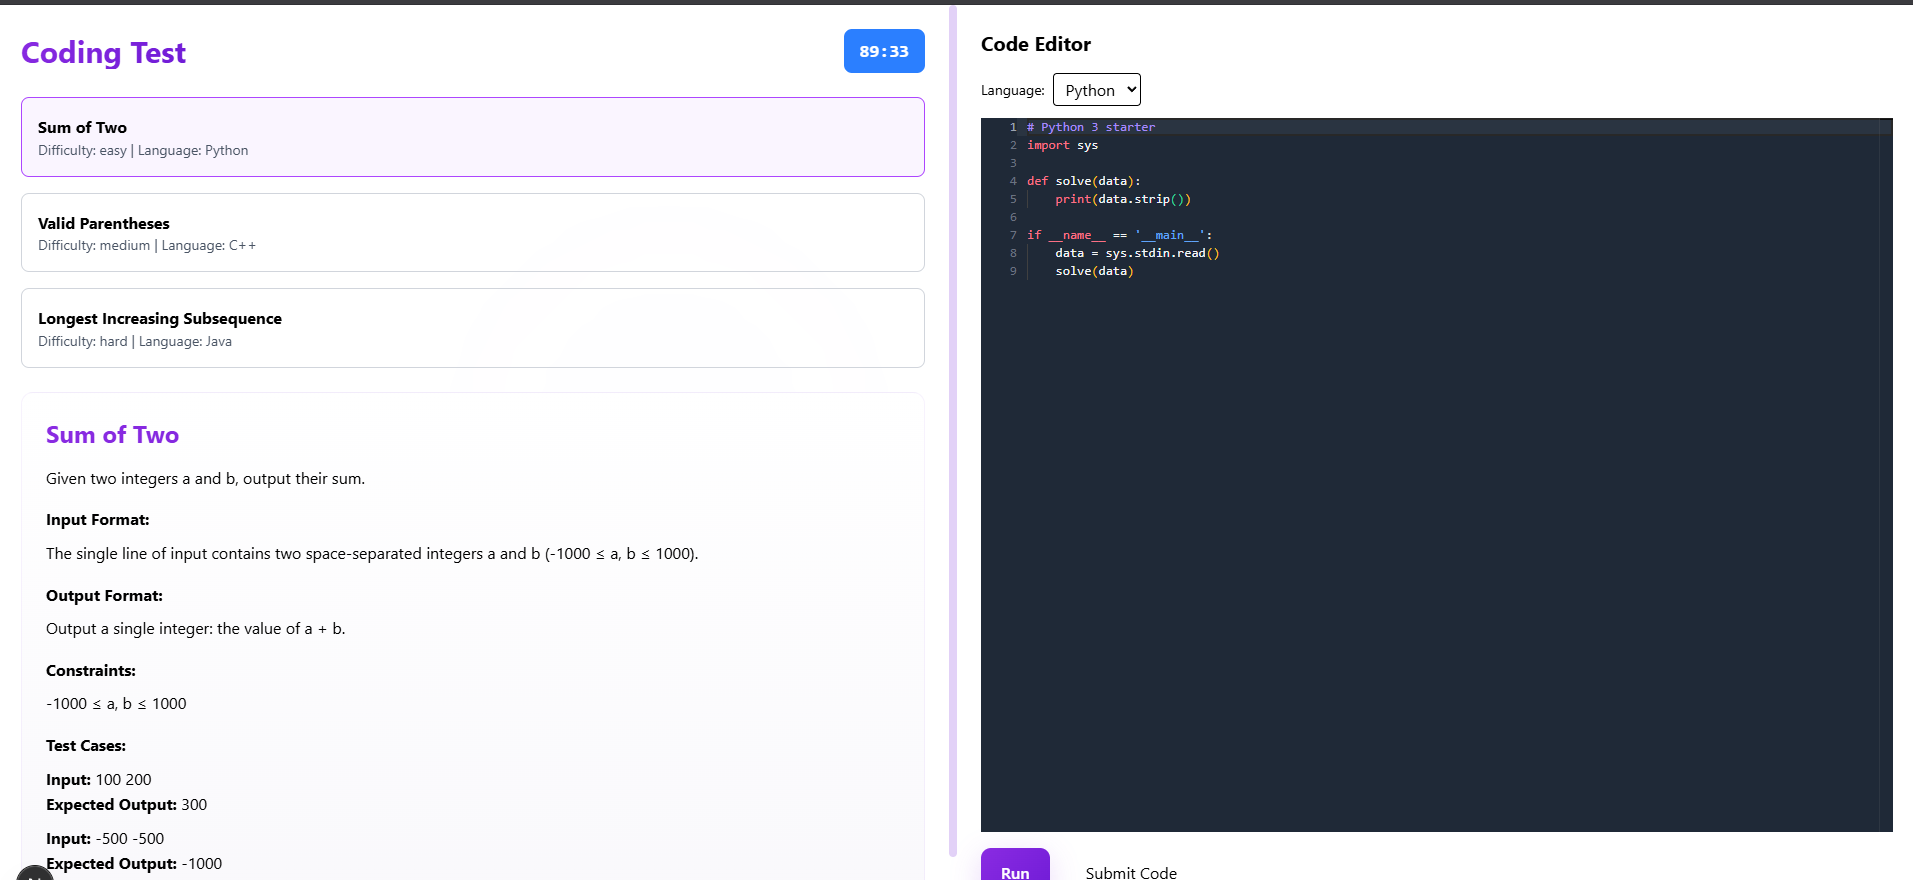 Coding Test
89:33
Sum of Two
Difficulty: easy | Language: Python
Valid Parentheses
Difficulty: medium | Language: C++
Longest Increasing Subsequence
Difficulty: hard | Language: Java
Sum of Two
Given two integers a and b, output their sum.
Input Format:
The single line of input contains two space-separated integers a and b (-1000 ≤ a, b ≤ 1000).
Output Format:
Output a single integer: the value of a + b.
Constraints:
-1000 ≤ a, b ≤ 1000
Test Cases:
Input: 100 200
Expected Output: 300
Input: -500 -500
Expected Output: -1000
Code Editor
Language: Python
1 # Python 3 starter
2 import sys
3
4 def solve(data):
5     print(data.strip())
6
7 if __name__ == '__main__':
8     data = sys.stdin.read()
9     solve(data)
Run
Submit Code